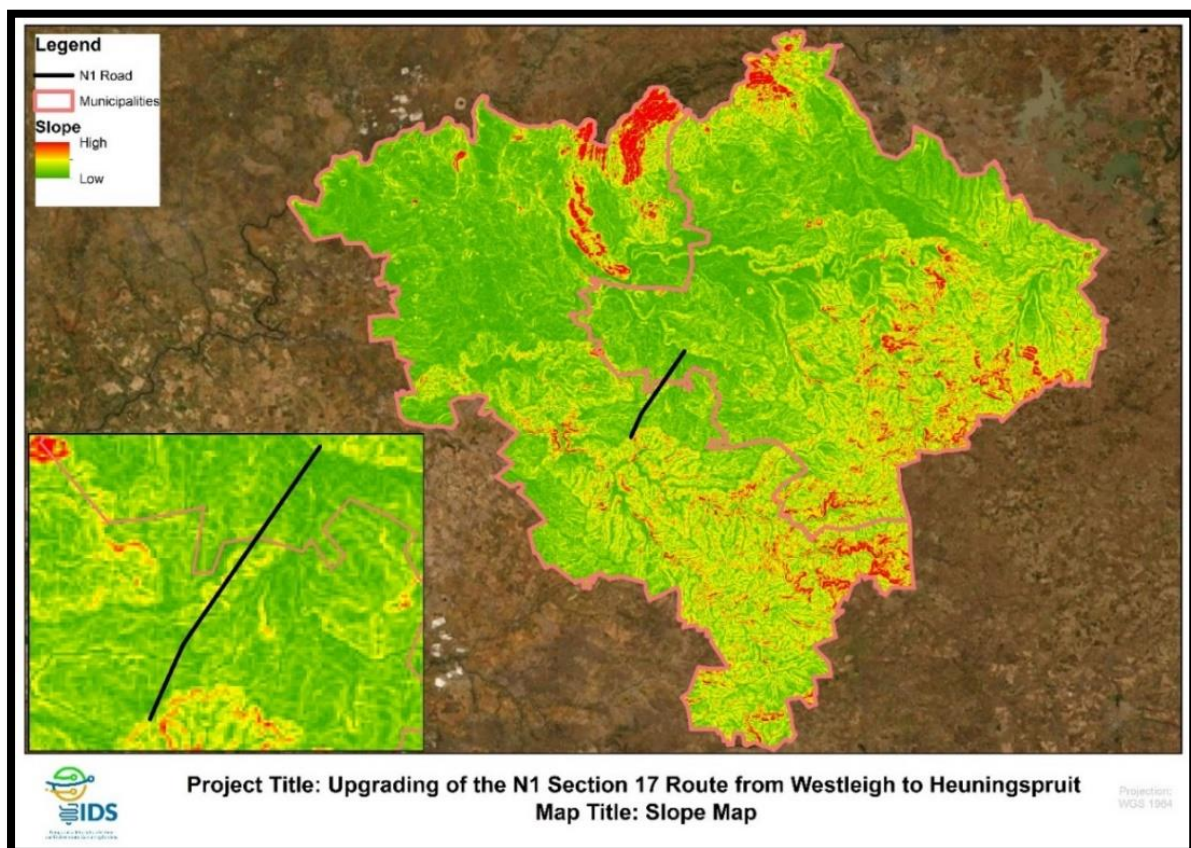 Legend
N1 Road
Municipalities
Slope
High
Low
IDS
Project Title: Upgrading of the N1 Section 17 Route from Westleigh to Heuningspruit
Map Title: Slope Map
Projection:
WGS 1984